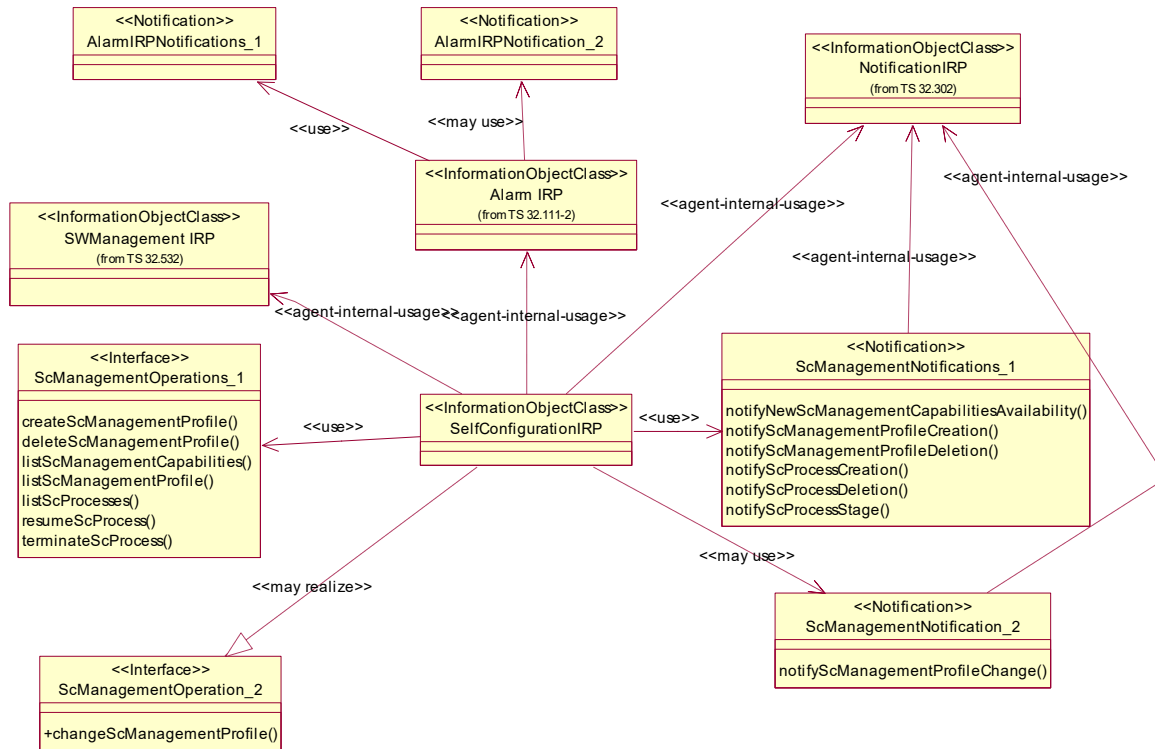 <<Notification>>
AlarmIRPNotifications_1
<<Notification>>
AlarmIRPNotification_2
<<InformationObjectClass>>
NotificationIRP
(from TS 32.302)
<<use>>
<<may use>>
<<InformationObjectClass>>
Alarm IRP
(from TS 32.111-2)
<<agent-internal-usage>>
<<InformationObjectClass>>
SWManagement IRP
(from TS 32.532)
<<agent-internal-usage>>
<<agent-internal-usage>>
<<agent-internal-usage>>
<<agent-internal-usage>>
<<Interface>>
ScManagementOperations_1
createScManagementProfile()
deleteScManagementProfile()
listScManagementCapabilities()
listScManagementProfile()
listScProcesses()
resumeScProcess()
terminateScProcess()
<<use>>
<<InformationObjectClass>>
SelfConfigurationIRP
<<use>>
<<Notification>>
ScManagementNotifications_1
notifyNewScManagementCapabilitiesAvailability()
notifyScManagementProfileCreation()
notifyScManagementProfileDeletion()
notifyScProcessCreation()
notifyScProcessDeletion()
notifyScProcessStage()
<<may use>>
<<may realize>>
<<Notification>>
ScManagementNotification_2
notifyScManagementProfileChange()
<<Interface>>
ScManagementOperation_2
+changeScManagementProfile()